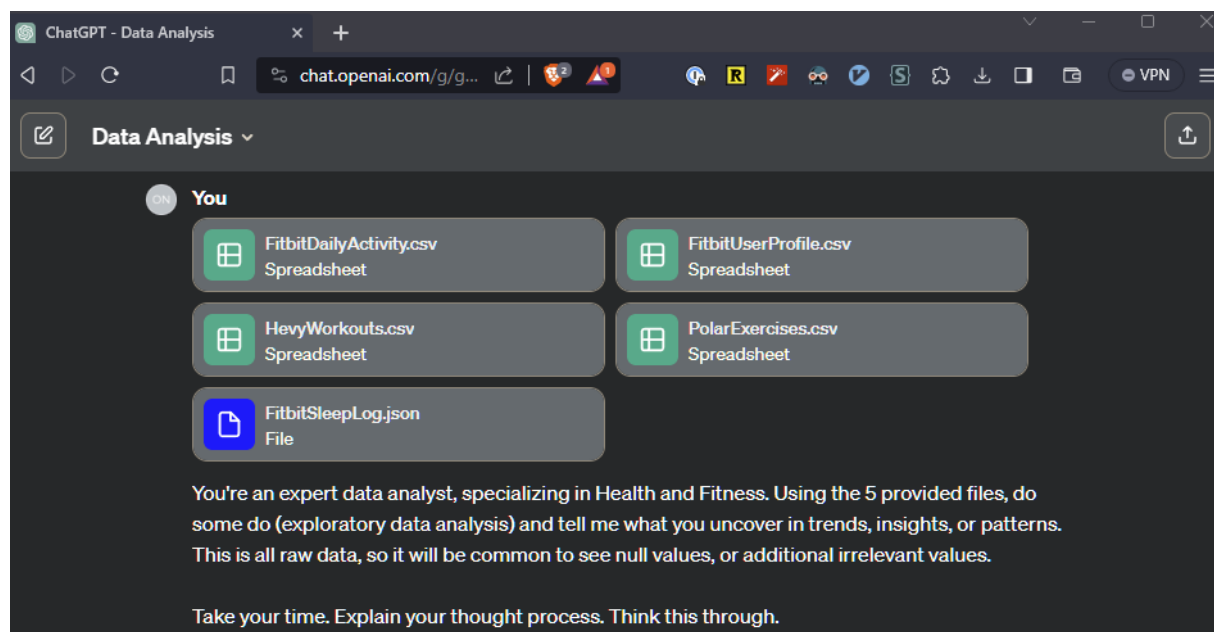 ChatGPT - Data Analysis
chat.openai.com/g/g...
2
1
R
S
VPN
Data Analysis
ON
You
FitbitDailyActivity.csv
Spreadsheet
FitbitUserProfile.csv
Spreadsheet
HevyWorkouts.csv
Spreadsheet
PolarExercises.csv
Spreadsheet
FitbitSleepLog.json
File
You're an expert data analyst, specializing in Health and Fitness. Using the 5 provided files, do
some do (exploratory data analysis) and tell me what you uncover in trends, insights, or patterns.
This is all raw data, so it will be common to see null values, or additional irrelevant values.
Take your time. Explain your thought process. Think this through.